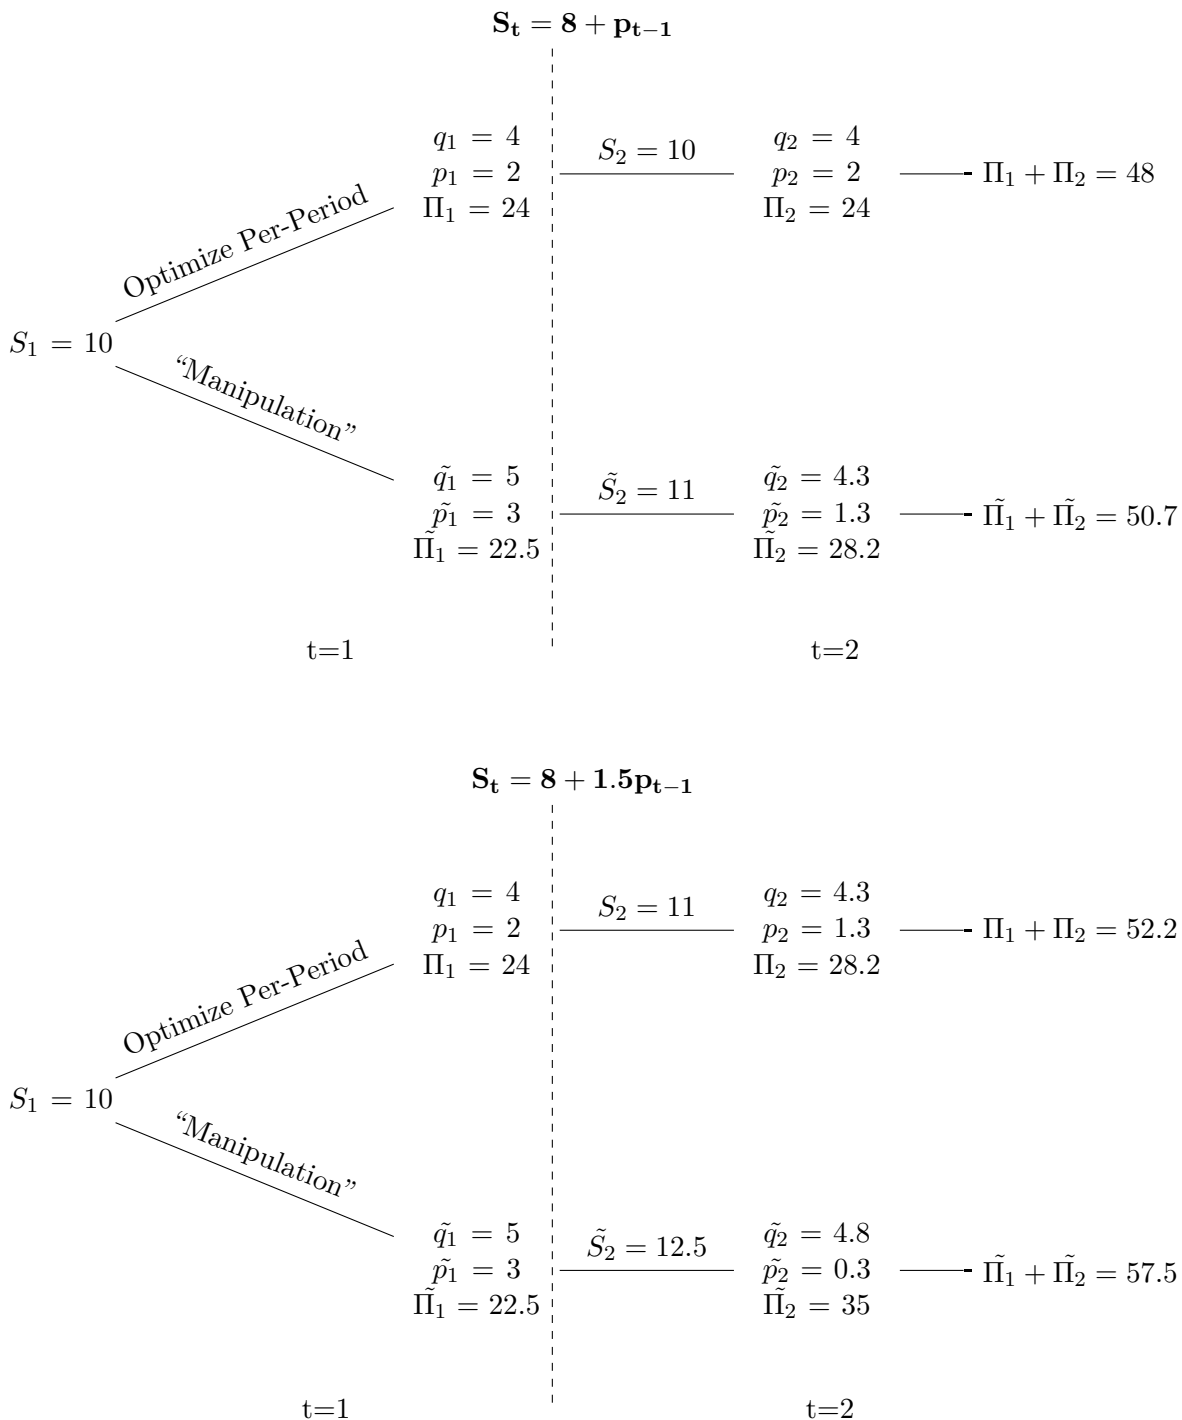 S_t = 8 + p_{t−1}
q_1 = 4
p_1 = 2
Π_1 = 24
S_2 = 10
q_2 = 4
p_2 = 2
Π_2 = 24
Π_1 + Π_2 = 48
Optimize Per-Period
S_1 = 10
“Manipulation”
q̃_1 = 5
p̃_1 = 3
Π̃_1 = 22.5
S̃_2 = 11
q̃_2 = 4.3
p̃_2 = 1.3
Π̃_2 = 28.2
Π̃_1 + Π̃_2 = 50.7
t=1
t=2
S_t = 8 + 1.5p_{t−1}
q_1 = 4
p_1 = 2
Π_1 = 24
S_2 = 11
q_2 = 4.3
p_2 = 1.3
Π_2 = 28.2
Π_1 + Π_2 = 52.2
Optimize Per-Period
S_1 = 10
“Manipulation”
q̃_1 = 5
p̃_1 = 3
Π̃_1 = 22.5
S̃_2 = 12.5
q̃_2 = 4.8
p̃_2 = 0.3
Π̃_2 = 35
Π̃_1 + Π̃_2 = 57.5
t=1
t=2